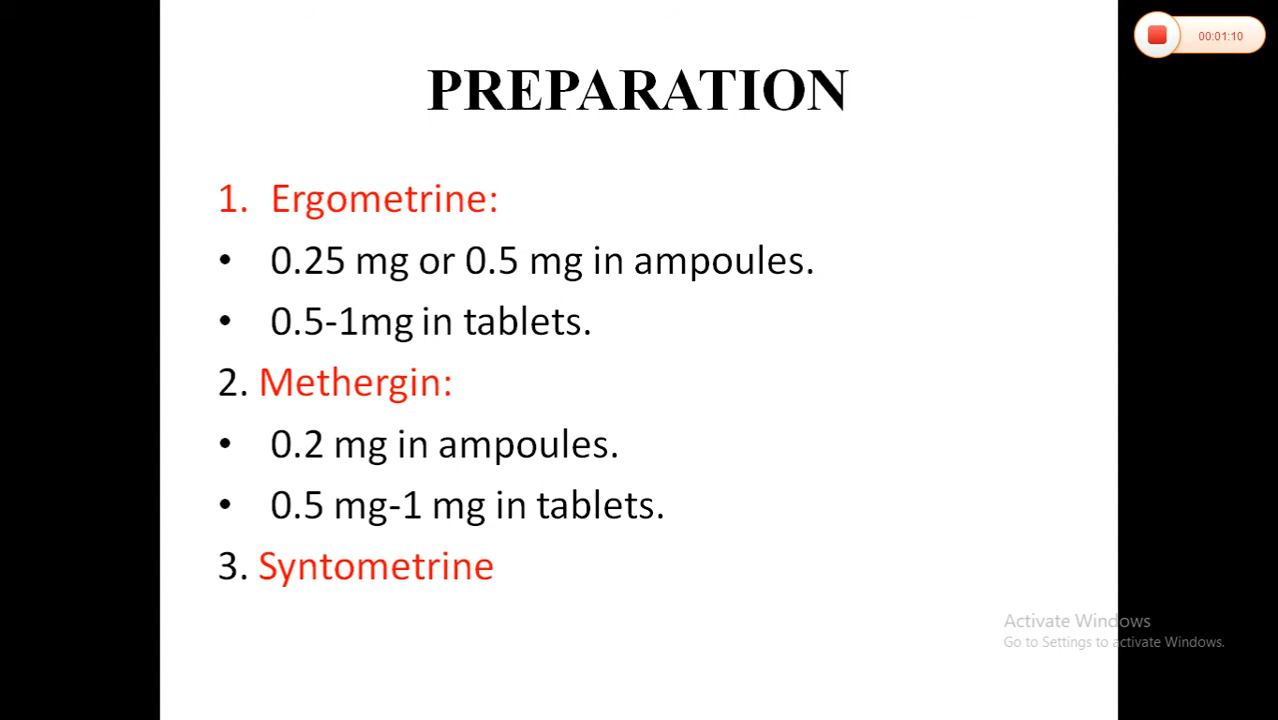 00:01:10
PREPARATION
1. Ergometrine:
• 0.25 mg or 0.5 mg in ampoules.
• 0.5-1mg in tablets.
2. Methergin:
• 0.2 mg in ampoules.
• 0.5 mg-1 mg in tablets.
3. Syntometrine
Activate Windows
Go to Settings to activate Windows.